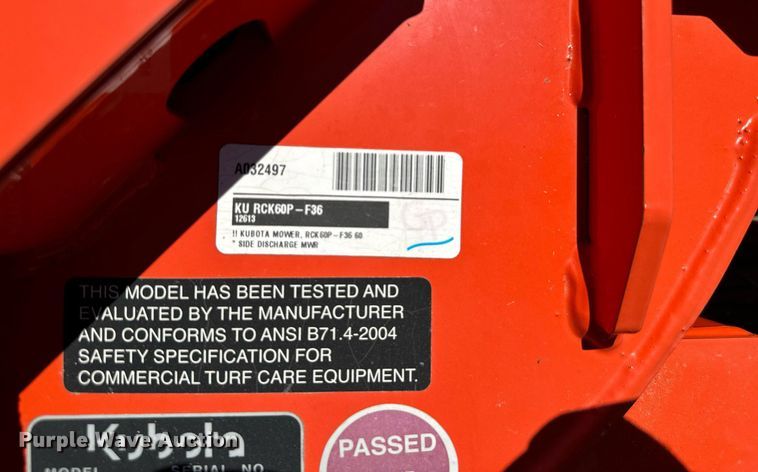 A032497
KU RCK60P-F36
12613
!! KUBOTA MOWER, RCK60P-F36 60
* SIDE DISCHARGE MWR
GP
THIS MODEL HAS BEEN TESTED AND
EVALUATED BY THE MANUFACTURER
AND CONFORMS TO ANSI B71.4-2004
SAFETY SPECIFICATION FOR
COMMERCIAL TURF CARE EQUIPMENT.
Kubota
MODEL SERIAL NO.
PASSED
Purple Wave Auction